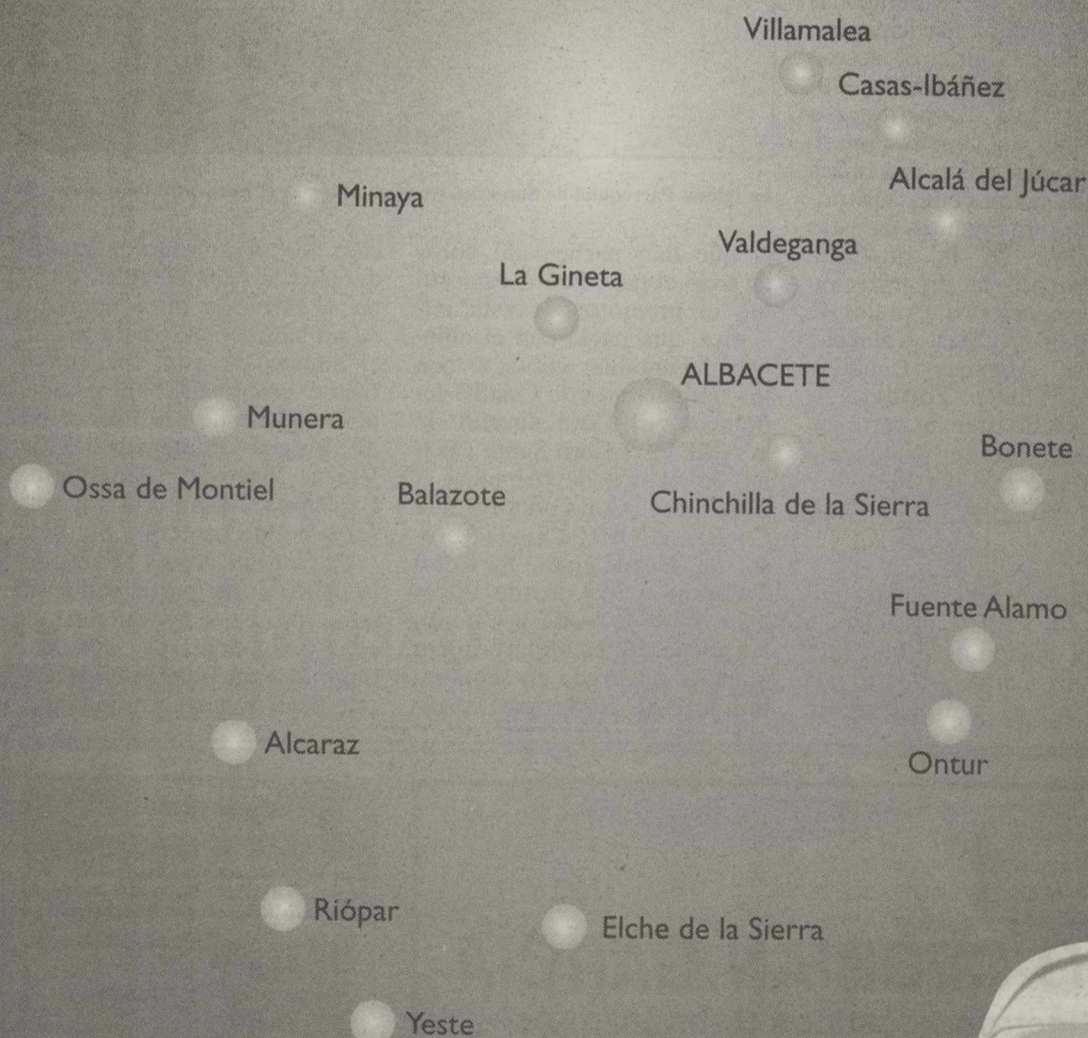 Villamalea
Casas-Ibáñez
Alcalá del Júcar
Minaya
Valdeganga
La Gineta
ALBACETE
Munera
Bonete
Ossa de Montiel
Balazote
Chinchilla de la Sierra
Fuente Alamo
Alcaraz
Ontur
Riópar
Elche de la Sierra
Yeste